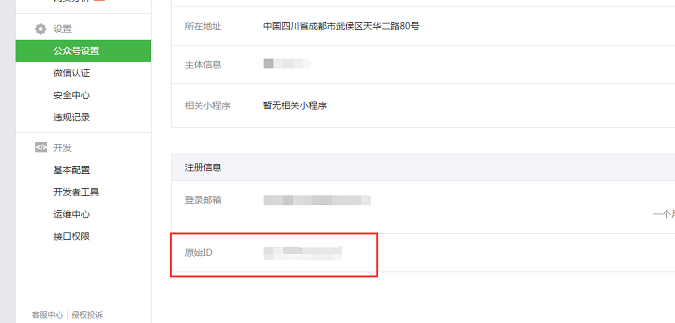 设置
公众号设置
微信认证
安全中心
违规记录
开发
基本配置
开发者工具
运维中心
接口权限
客服中心 | 侵权投诉
所在地址 中国四川省成都市武侯区天华二路80号
主体信息
相关小程序 暂无相关小程序
注册信息
登录邮箱
一个月
原始ID